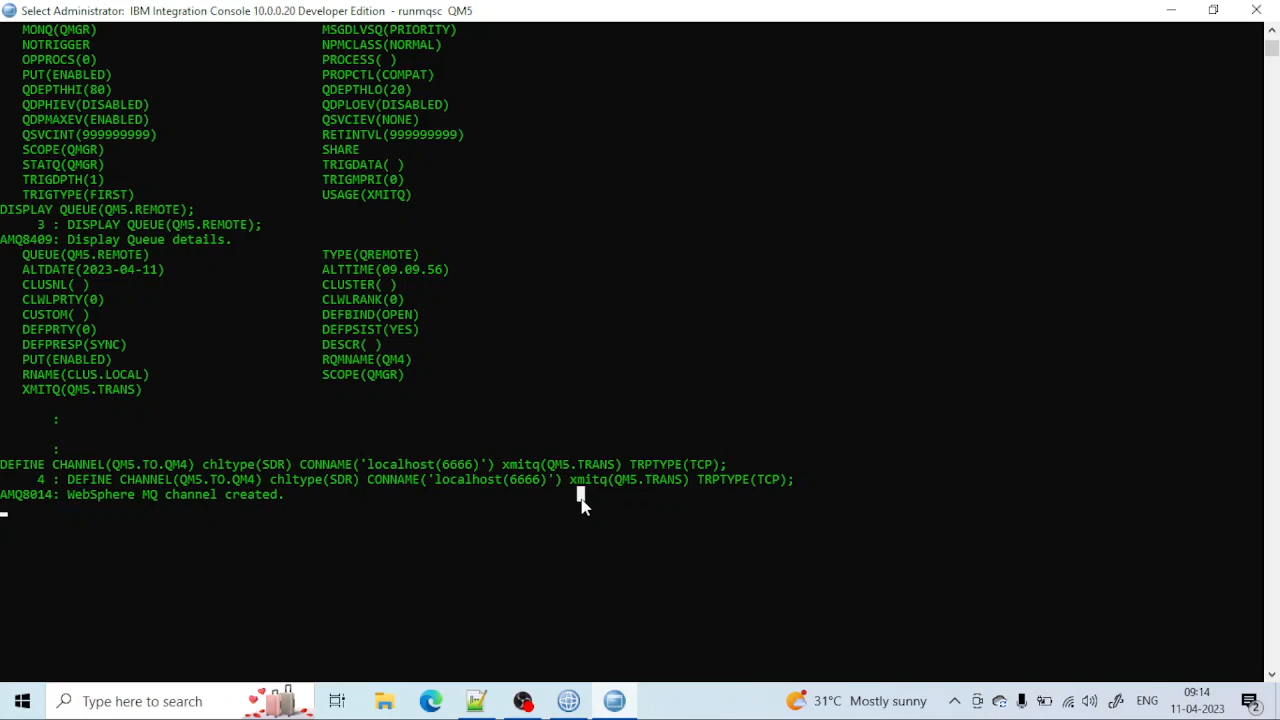 Select Administrator: IBM Integration Console 10.0.0.20 Developer Edition - runmqsc QM5
MONQ(QMGR) MSGDLVSQ(PRIORITY)
NOTRIGGER NPMCLASS(NORMAL)
OPPROCS(0) PROCESS( )
PUT(ENABLED) PROPCTL(COMPAT)
QDEPTHHI(80) QDEPTHLO(20)
QDPHIEV(DISABLED) QDPLOEV(DISABLED)
QDPMAXEV(ENABLED) QSVCIEV(NONE)
QSVCINT(999999999) RETINTVL(999999999)
SCOPE(QMGR) SHARE
STATQ(QMGR) TRIGDATA( )
TRIGDPTH(1) TRIGMPRI(0)
TRIGTYPE(FIRST) USAGE(XMITQ)
DISPLAY QUEUE(QM5.REMOTE);
3 : DISPLAY QUEUE(QM5.REMOTE);
AMQ8409: Display Queue details.
QUEUE(QM5.REMOTE) TYPE(QREMOTE)
ALTDATE(2023-04-11) ALTTIME(09.09.56)
CLUSNL( ) CLUSTER( )
CLWLPRTY(0) CLWLRANK(0)
CUSTOM( ) DEFBIND(OPEN)
DEFPRTY(0) DEFPSIST(YES)
DEFPRESP(SYNC) DESCR( )
PUT(ENABLED) RQMNAME(QM4)
RNAME(CLUS.LOCAL) SCOPE(QMGR)
XMITQ(QM5.TRANS)
:
:
DEFINE CHANNEL(QM5.TO.QM4) chltype(SDR) CONNAME('localhost(6666)') xmitq(QM5.TRANS) TRPTYPE(TCP);
4 : DEFINE CHANNEL(QM5.TO.QM4) chltype(SDR) CONNAME('localhost(6666)') xmitq(QM5.TRANS) TRPTYPE(TCP);
AMQ8014: WebSphere MQ channel created.
Type here to search
31°C Mostly sunny
ENG
09:14
11-04-2023
2